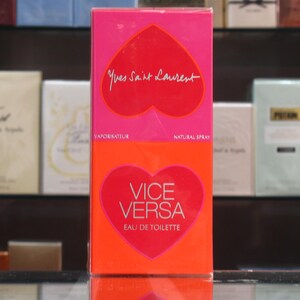 Yves Saint Laurent
VAPORISATEUR NATURAL SPRAY
VICE
VERSA
EAU DE TOILETTE